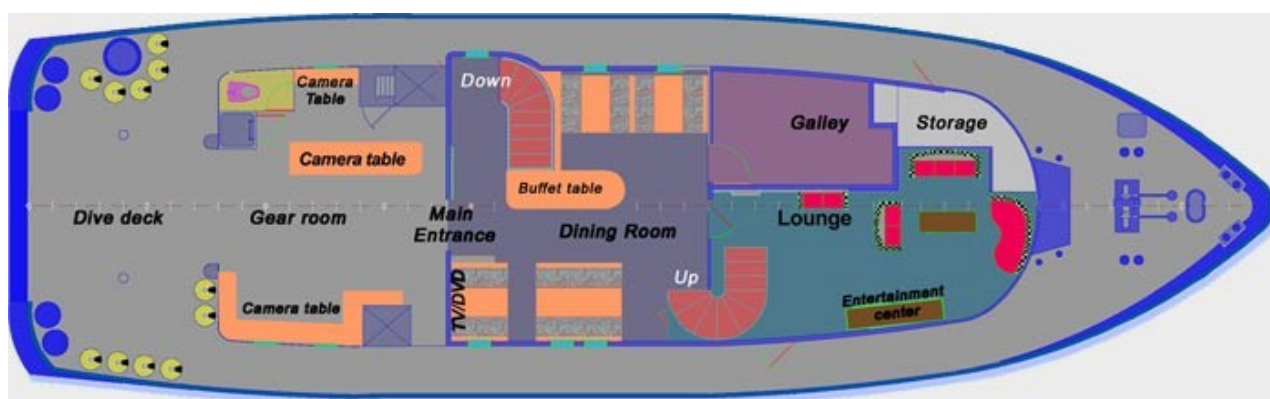 Down
Camera
Table
Galley
Storage
Camera table
Buffet table
Dive deck
Gear room
Main
Entrance
Dining Room
Lounge
TV/DVD
Up
Camera table
Entertainment
center